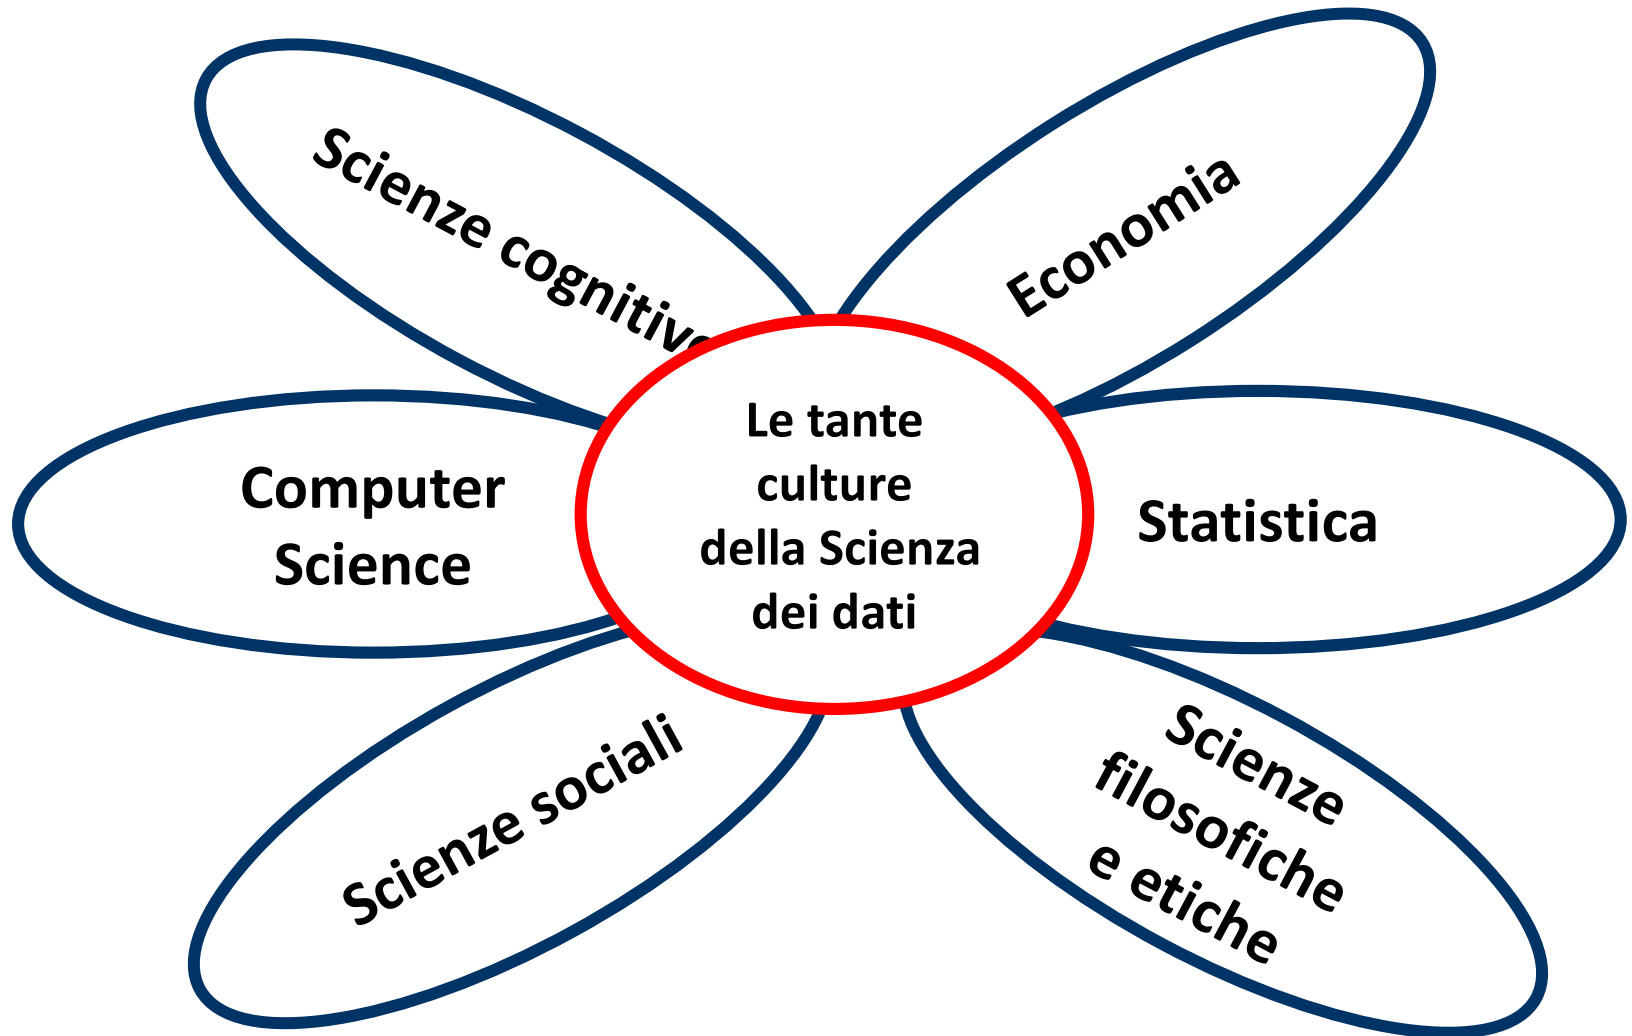 Scienze cognitive
Economia
Computer
Science
Le tante
culture
della Scienza
dei dati
Statistica
Scienze sociali
Scienze
filosofiche
e etiche